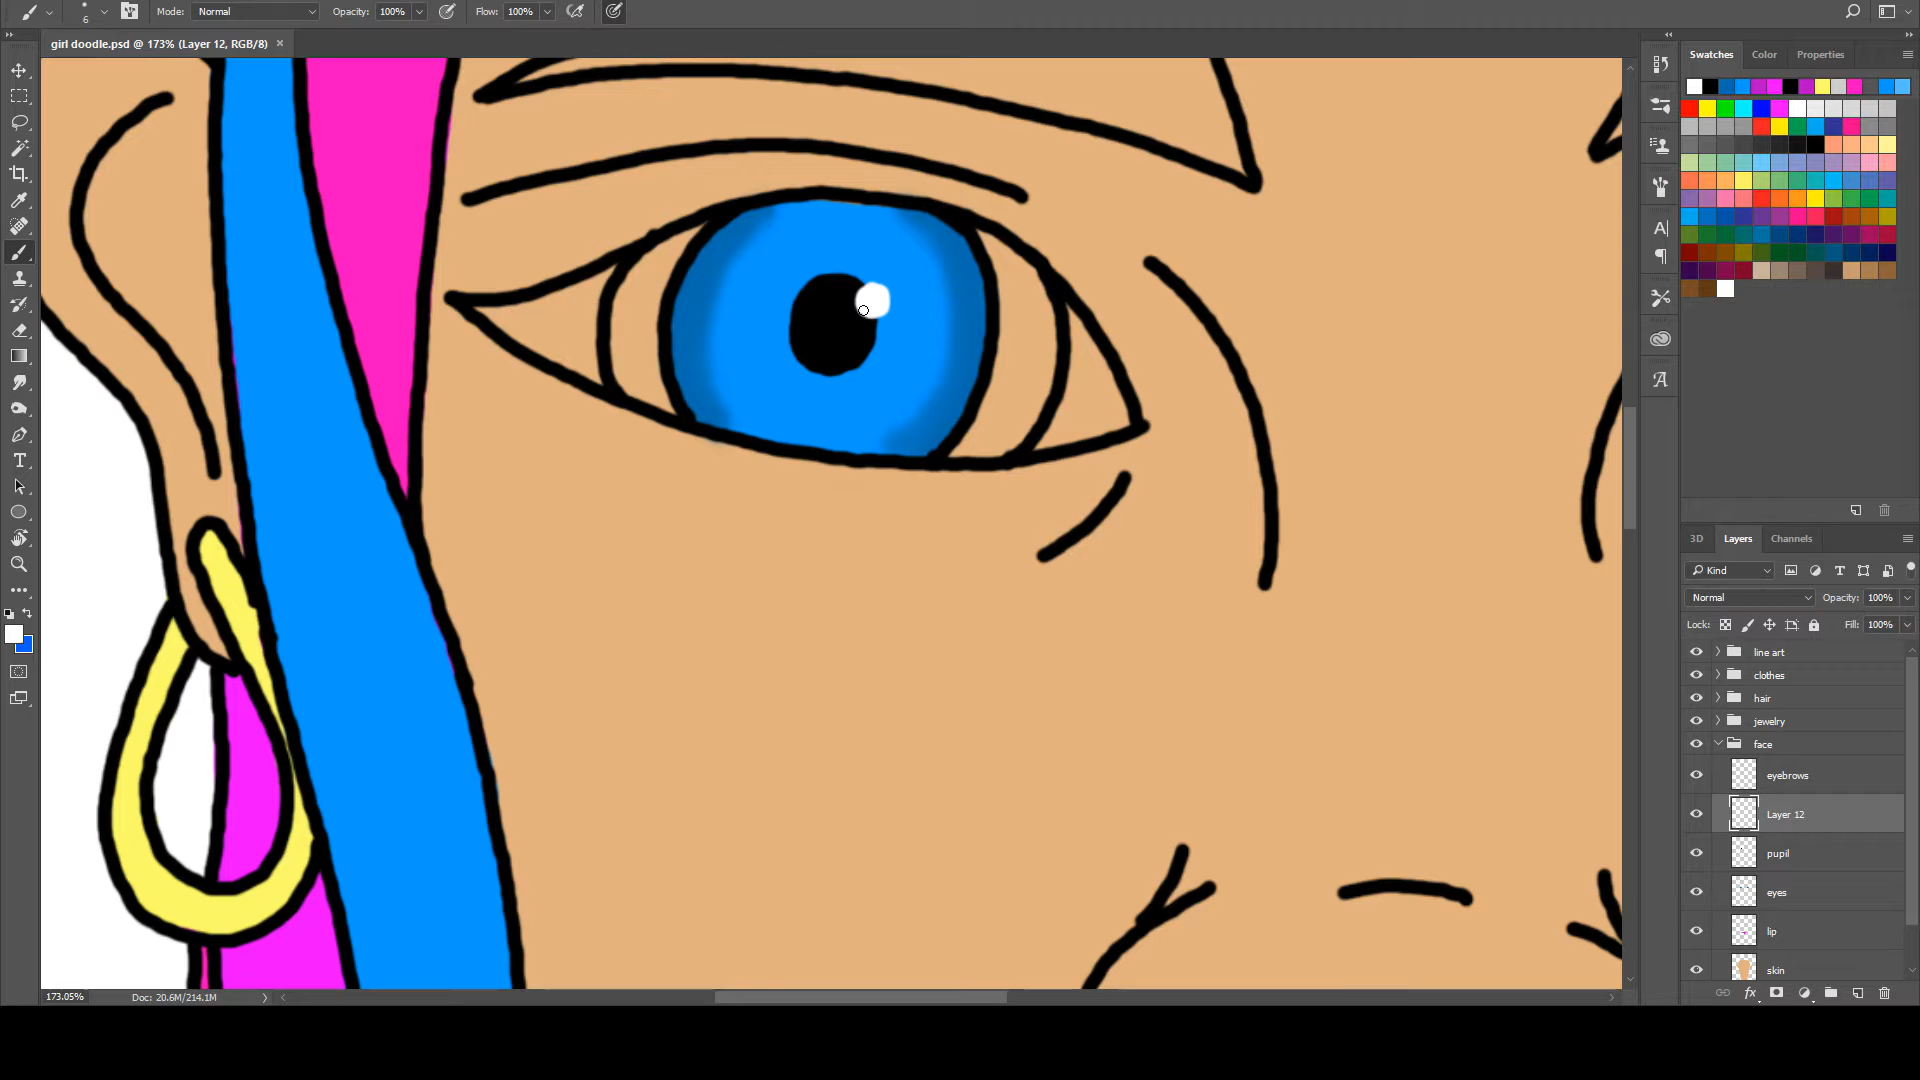 6 Mode: Normal Opacity: 100% Flow: 100%
girl doodle.psd @ 173% (Layer 12, RGB/8) ×
Swatches Color Properties
3D Layers Channels
Kind
Normal Opacity: 100%
Lock: Fill: 100%
line art
clothes
hair
jewelry
face
eyebrows
Layer 12
pupil
eyes
lip
skin
173.05% Doc: 20.6M/214.1M